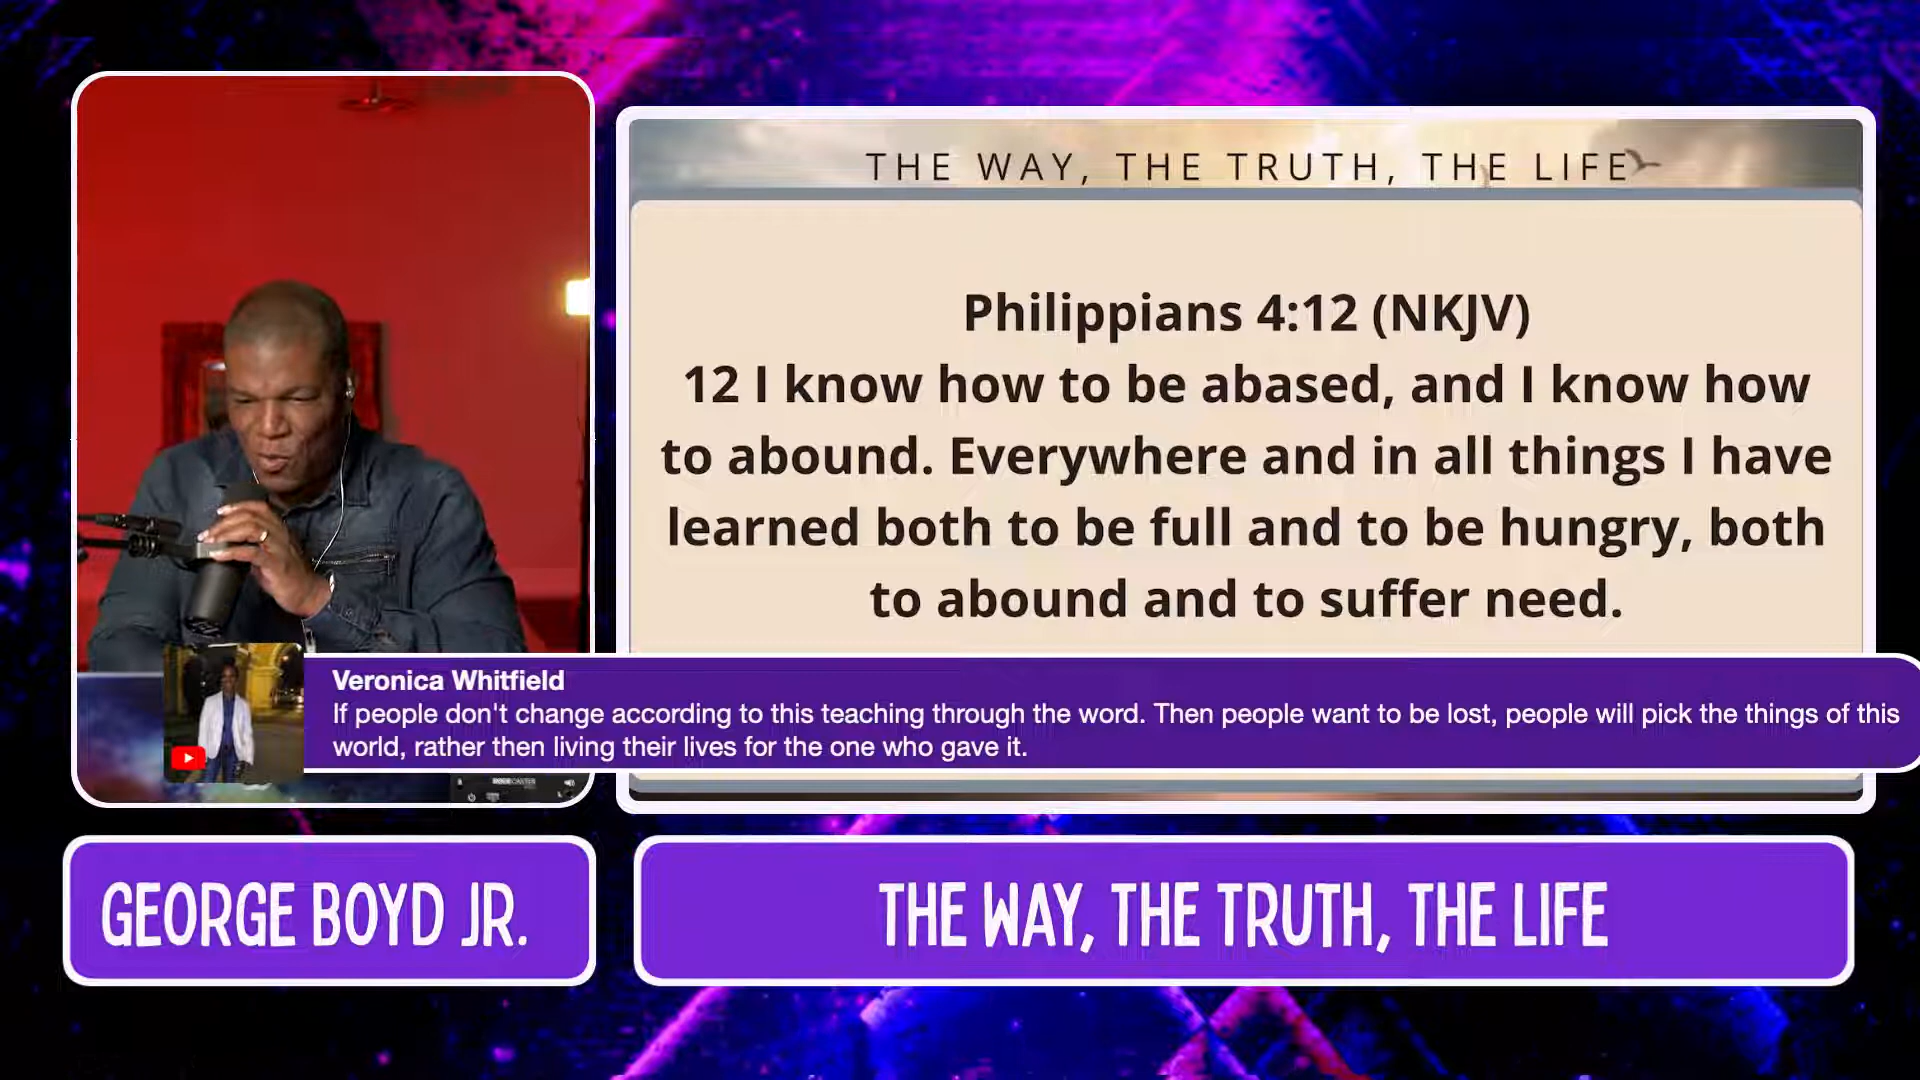 THE WAY, THE TRUTH, THE LIFE
Philippians 4:12 (NKJV)
12 I know how to be abased, and I know how
to abound. Everywhere and in all things I have
learned both to be full and to be hungry, both
to abound and to suffer need.
Veronica Whitfield
If people don't change according to this teaching through the word. Then people want to be lost, people will pick the things of this
world, rather then living their lives for the one who gave it.
GEORGE BOYD JR.
THE WAY, THE TRUTH, THE LIFE